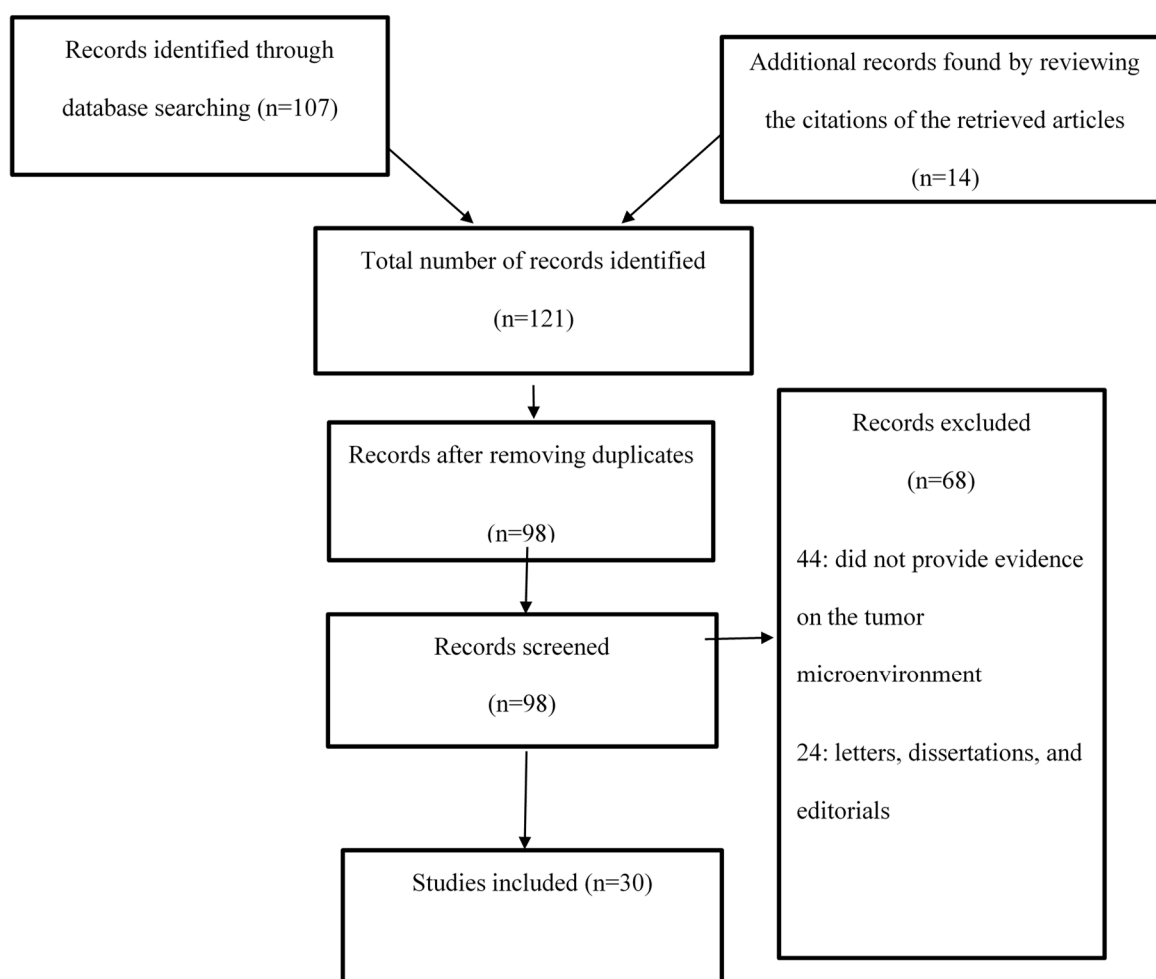 Records identified through
database searching (n=107)
Additional records found by reviewing
the citations of the retrieved articles
(n=14)
Total number of records identified
(n=121)
Records after removing duplicates
(n=98)
Records screened
(n=98)
Records excluded
(n=68)
44: did not provide evidence
on the tumor
microenvironment
24: letters, dissertations, and
editorials
Studies included (n=30)